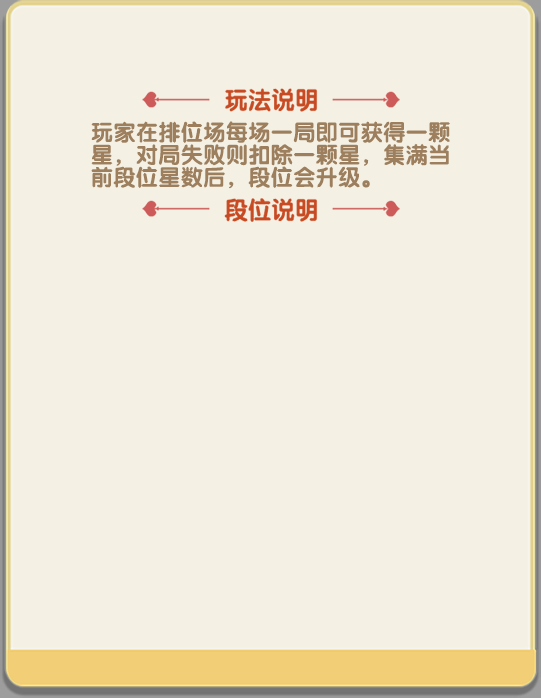 玩法说明
玩家在排位场每场一局即可获得一颗
星，对局失败则扣除一颗星，集满当
前段位星数后，段位会升级。
段位说明